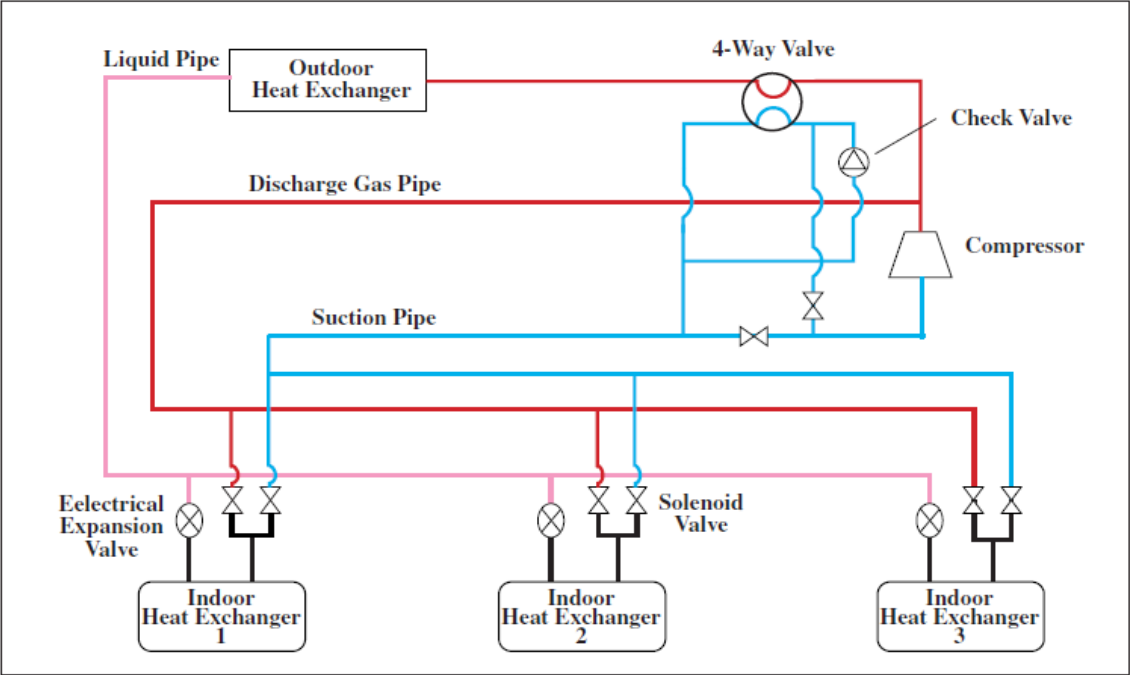 Liquid Pipe
Outdoor
Heat Exchanger
4-Way Valve
Check Valve
Discharge Gas Pipe
Compressor
Suction Pipe
Eelectrical
Expansion
Valve
Solenoid
Valve
Indoor
Heat Exchanger
1
Indoor
Heat Exchanger
2
Indoor
Heat Exchanger
3